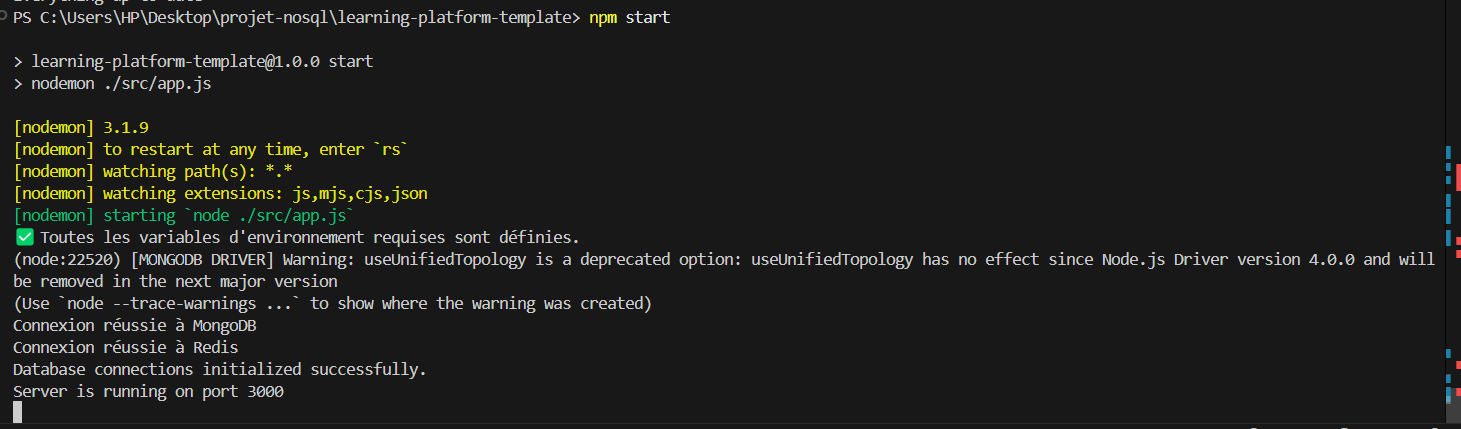 PS C:\Users\HP\Desktop\projet-nosql\learning-platform-template> npm start
> learning-platform-template@1.0.0 start
> nodemon ./src/app.js
[nodemon] 3.1.9
[nodemon] to restart at any time, enter `rs`
[nodemon] watching path(s): *.*
[nodemon] watching extensions: js,mjs,cjs,json
[nodemon] starting `node ./src/app.js`
✅ Toutes les variables d'environnement requises sont définies.
(node:22520) [MONGODB DRIVER] Warning: useUnifiedTopology is a deprecated option: useUnifiedTopology has no effect since Node.js Driver version 4.0.0 and will
be removed in the next major version
(Use `node --trace-warnings ...` to show where the warning was created)
Connexion réussie à MongoDB
Connexion réussie à Redis
Database connections initialized successfully.
Server is running on port 3000